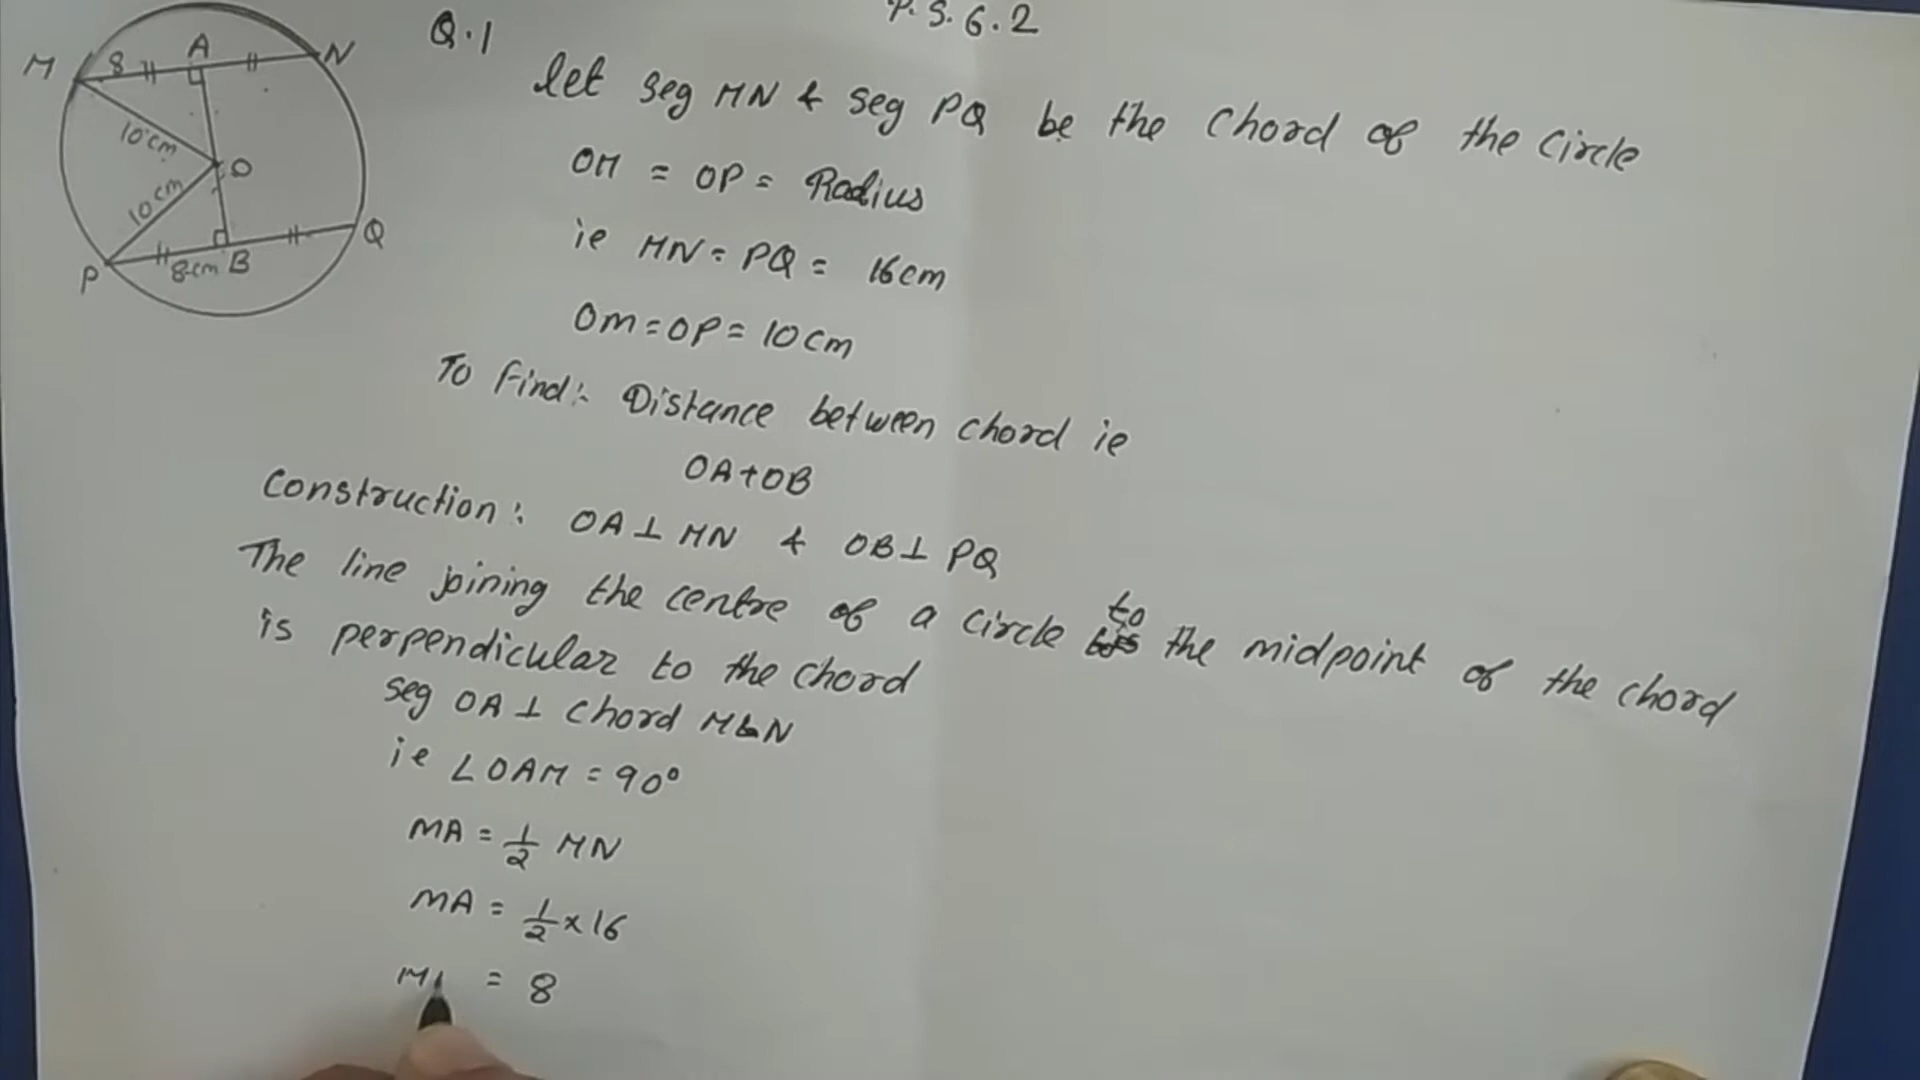 P.S. 6.2
Q.1
M 8 A N
10cm
O
10cm
P 8cm B Q
let seg MN & seg PQ be the chord of the circle
OM = OP = Radius
ie MN = PQ = 16cm
OM = OP = 10cm
To find:- Distance between chord ie
OA+OB
Construction: OA⊥MN & OB⊥PQ
The line joining the centre of a circle to the midpoint of the chord
is perpendicular to the chord
seg OA⊥ chord MN
ie ∠OAM = 90°
MA = 1/2 MN
MA = 1/2 × 16
= 8